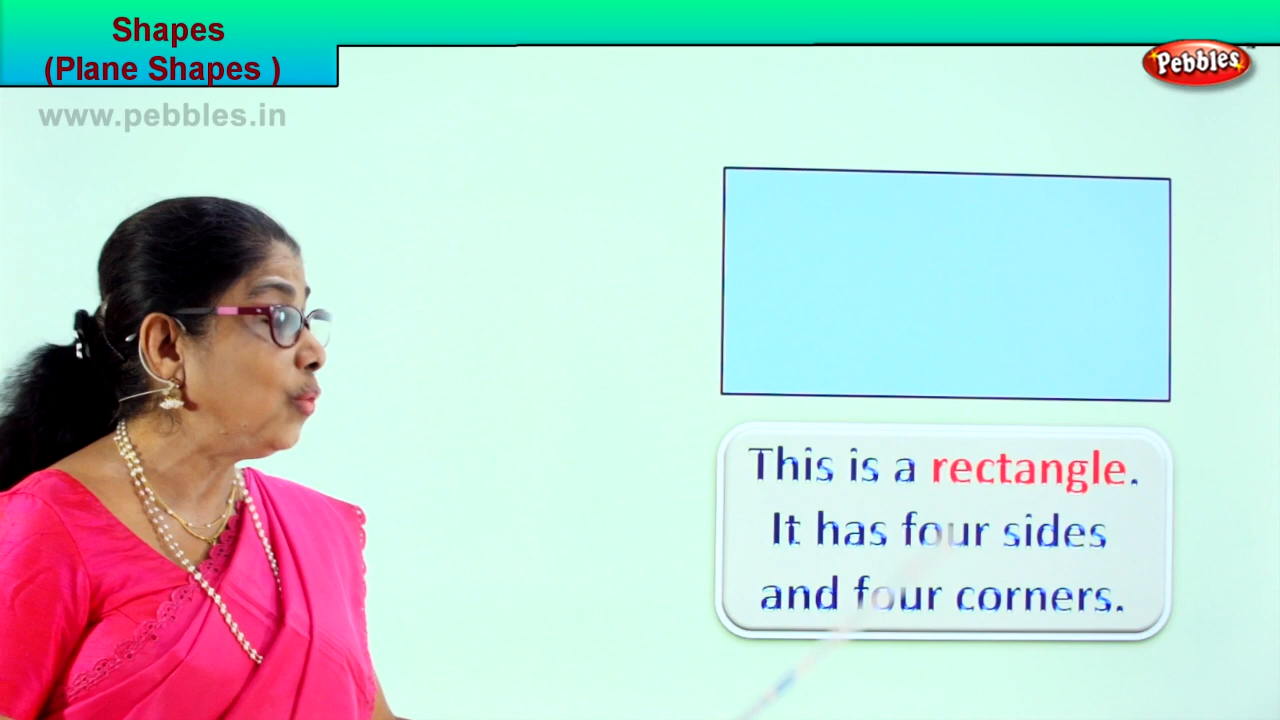 Shapes
(Plane Shapes )
Pebbles
www.pebbles.in
This is a rectangle.
It has four sides
and four corners.